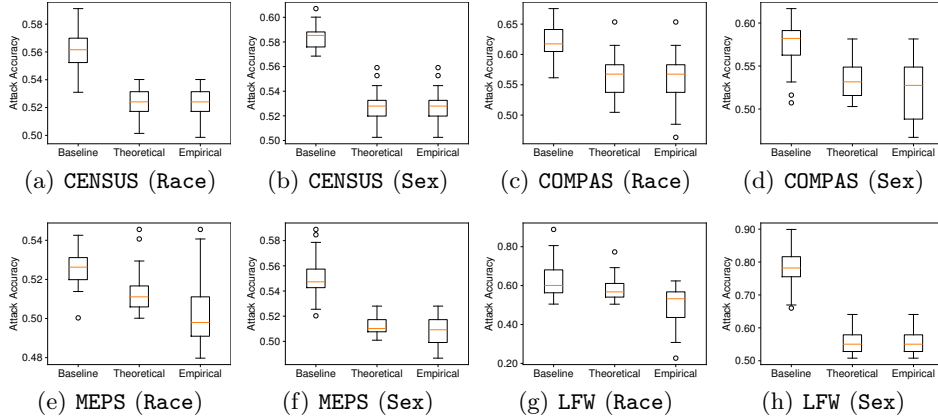 Attack Accuracy
0.58
0.56
0.54
0.52
0.50
Baseline Theoretical Empirical
(a) CENSUS (Race)
Attack Accuracy
0.60
0.58
0.56
0.54
0.52
0.50
Baseline Theoretical Empirical
(b) CENSUS (Sex)
Attack Accuracy
0.65
0.60
0.55
0.50
Baseline Theoretical Empirical
(c) COMPAS (Race)
Attack Accuracy
0.60
0.55
0.50
Baseline Theoretical Empirical
(d) COMPAS (Sex)
Attack Accuracy
0.54
0.52
0.50
0.48
Baseline Theoretical Empirical
(e) MEPS (Race)
Attack Accuracy
0.58
0.56
0.54
0.52
0.50
Baseline Theoretical Empirical
(f) MEPS (Sex)
Attack Accuracy
0.80
0.60
0.40
0.20
Baseline Theoretical Empirical
(g) LFW (Race)
Attack Accuracy
0.90
0.80
0.70
0.60
0.50
Baseline Theoretical Empirical
(h) LFW (Sex)